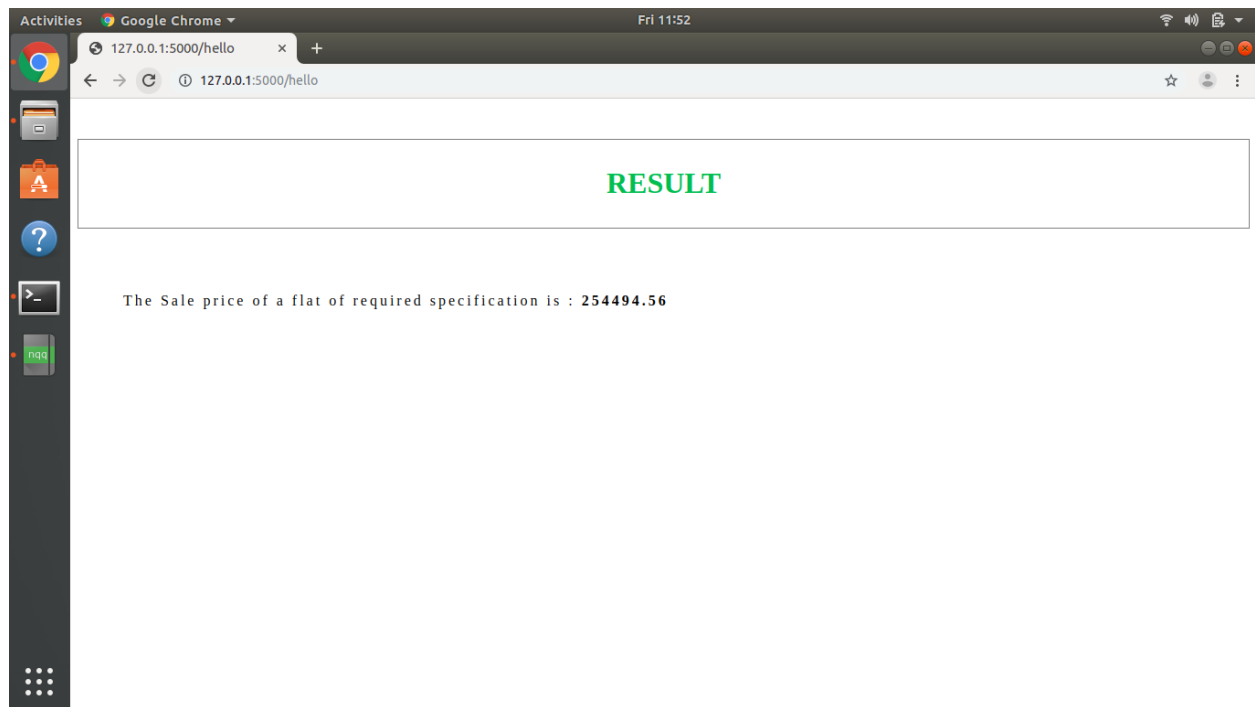 Activities Google Chrome Fri 11:52
127.0.0.1:5000/hello
127.0.0.1:5000/hello
RESULT
The Sale price of a flat of required specification is : 254494.56
nqq